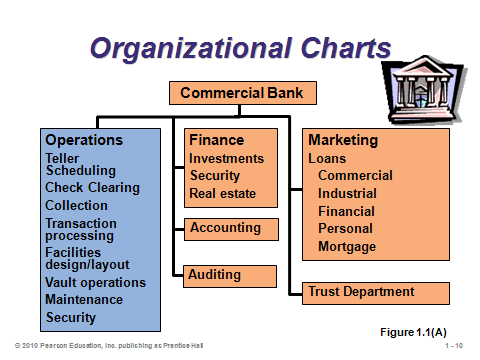 Organizational Charts
Commercial Bank
Operations
Teller
Scheduling
Check Clearing
Collection
Transaction
processing
Facilities
design/layout
Vault operations
Maintenance
Security
Finance
Investments
Security
Real estate
Accounting
Auditing
Marketing
Loans
Commercial
Industrial
Financial
Personal
Mortgage
Trust Department
Figure 1.1(A)
© 2010 Pearson Education, Inc. publishing as Prentice Hall
1 - 10